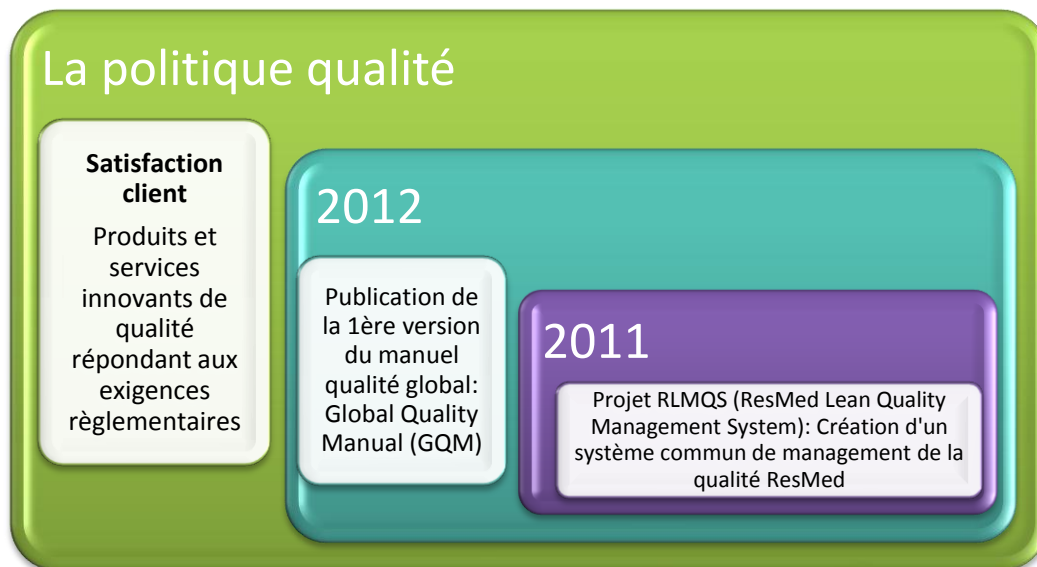 La politique qualité
Satisfaction
client
Produits et
services
innovants de
qualité
répondant aux
exigences
règlementaires
2012
Publication de
la 1ère version
du manuel
qualité global:
Global Quality
Manual (GQM)
2011
Projet RLMQS (ResMed Lean Quality
Management System): Création d'un
système commun de management de la
qualité ResMed